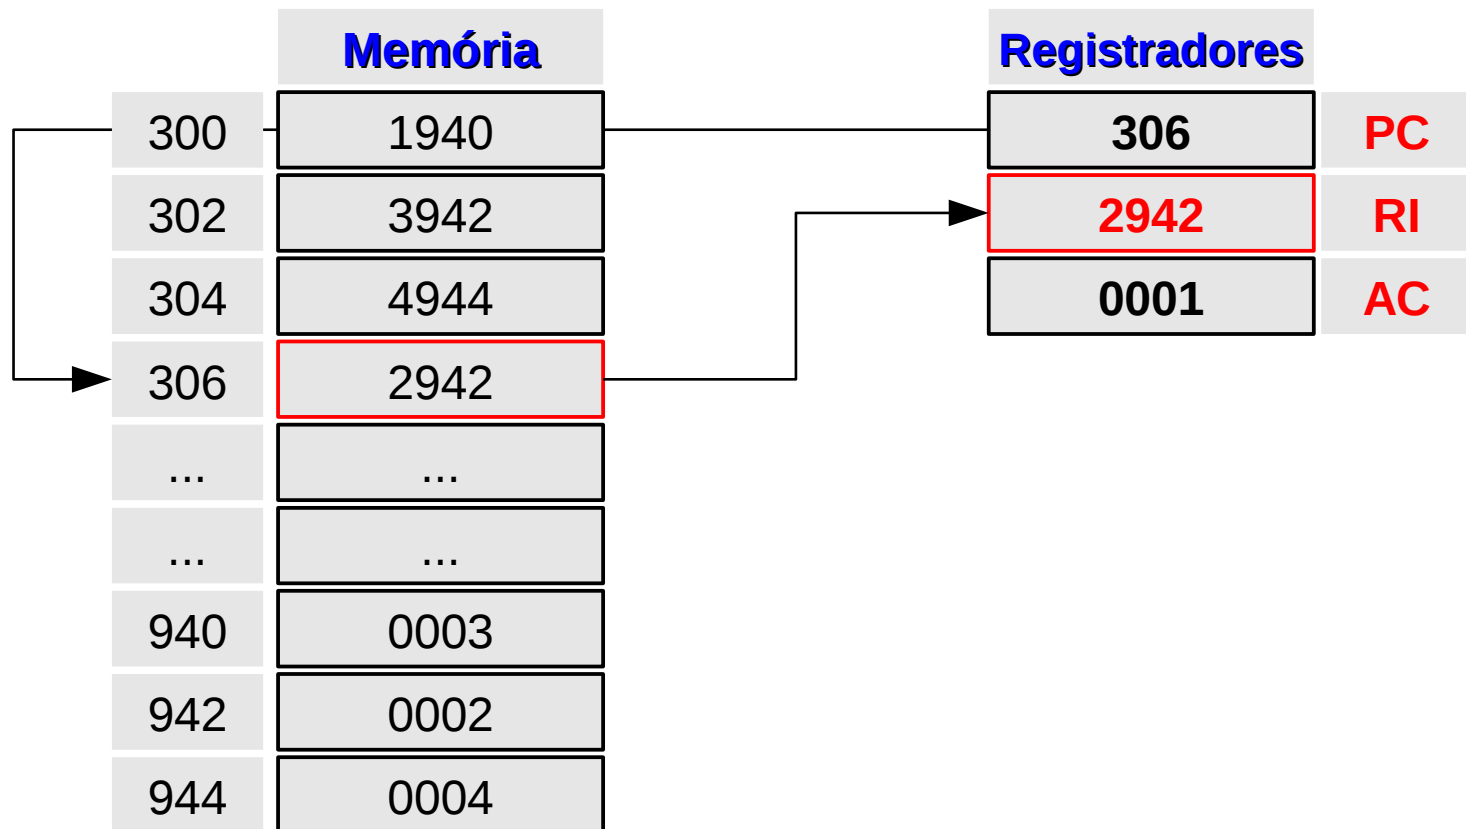 Memória Registradores
300 1940 306 PC
302 3942 2942 RI
304 4944 0001 AC
306 2942
... ...
... ...
940 0003
942 0002
944 0004